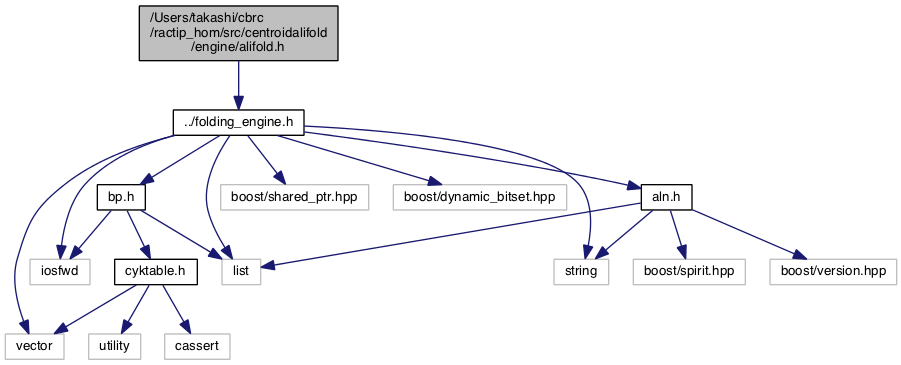 /Users/takashi/cbrc
/ractip_hom/src/centroidalifold
/engine/alifold.h
../folding_engine.h
bp.h
boost/shared_ptr.hpp
boost/dynamic_bitset.hpp
aln.h
iosfwd
cyktable.h
list
string
boost/spirit.hpp
boost/version.hpp
vector
utility
cassert